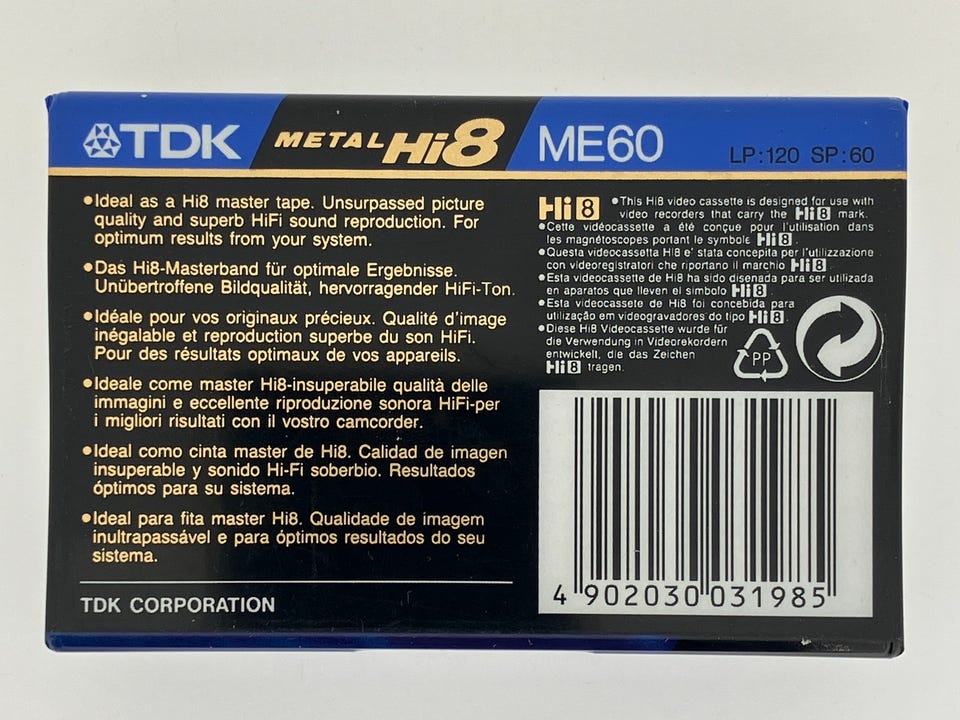 TDK METAL Hi8 ME60 LP:120 SP:60
●Ideal as a Hi8 master tape. Unsurpassed picture
quality and superb HiFi sound reproduction. For
optimum results from your system.
●Das Hi8-Masterband für optimale Ergebnisse.
Unübertroffene Bildqualität, hervorragender HiFi-Ton.
●Idéale pour vos originaux précieux. Qualité d'image
inégalable et reproduction superbe du son HiFi.
Pour des résultats optimaux de vos appareils.
●Ideale come master Hi8-insuperabile qualità delle
immagini e eccellente riproduzione sonora HiFi-per
i migliori risultati con il vostro camcorder.
●Ideal como cinta master de Hi8. Calidad de imagen
insuperable y sonido Hi-Fi soberbio. Resultados
óptimos para su sistema.
●Ideal para fita master Hi8. Qualidade de imagem
inultrapassável e para óptimos resultados do seu
sistema.
TDK CORPORATION
Hi8 ●This Hi8 video cassette is designed for use with
video recorders that carry the Hi8 mark.
●Cette vidéocassette a été conçue pour l'utilisation dans
les magnétoscopes portant le symbole Hi8.
●Questa videocassetta Hi8 e' stata concepita per l'utilizzazione
con videoregistratori che riportano il marchio Hi8.
●Esta videocassete de Hi8 ha sido disenada para ser utilizada
en aparatos que lleven el simbolo Hi8.
●Esta videocassete de Hi8 foi concebida para
utilização em videogravadores do tipo Hi8.
●Diese Hi8 Videocassette wurde für
die Verwendung in Videorekordern
entwickelt, die das Zeichen
Hi8 tragen.
PP
4 902030 031985